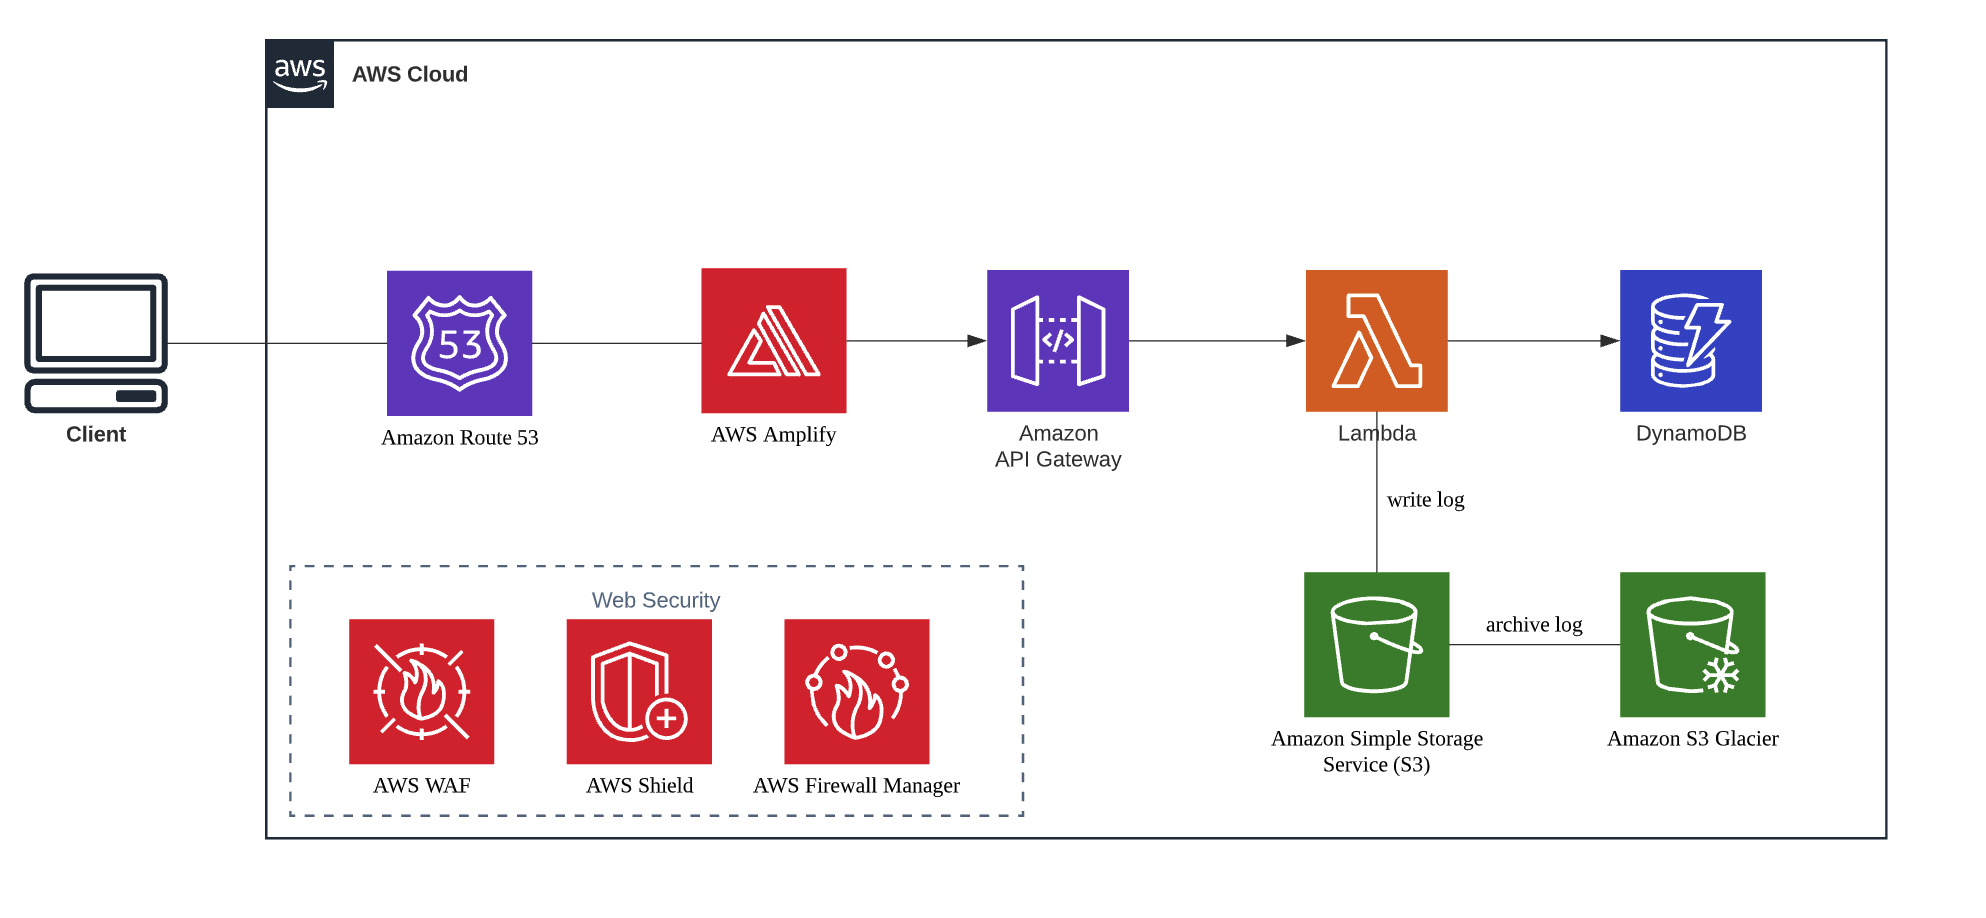 aws
AWS Cloud
53
</>
Client
Amazon Route 53
AWS Amplify
Amazon
API Gateway
Lambda
DynamoDB
write log
Web Security
archive log
AWS WAF
AWS Shield
AWS Firewall Manager
Amazon Simple Storage
Service (S3)
Amazon S3 Glacier